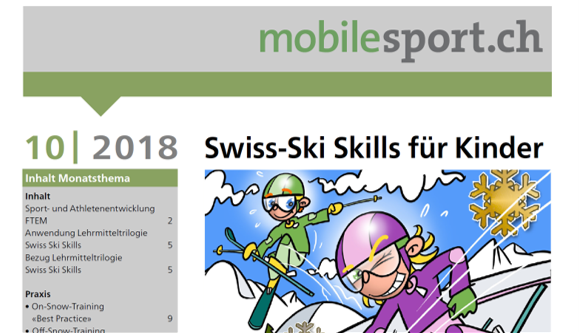 mobilesport.ch
10| 2018
Swiss-Ski Skills für Kinder
Inhalt Monatsthema
Inhalt
Sport- und Athletenentwicklung
FTEM 2
Anwendung Lehrmitteltrilogie
Swiss Ski Skills 5
Bezug Lehrmitteltrilogie
Swiss Ski Skills 5
Praxis
• On-Snow-Training
«Best Practice» 9
• Off-Snow-Training